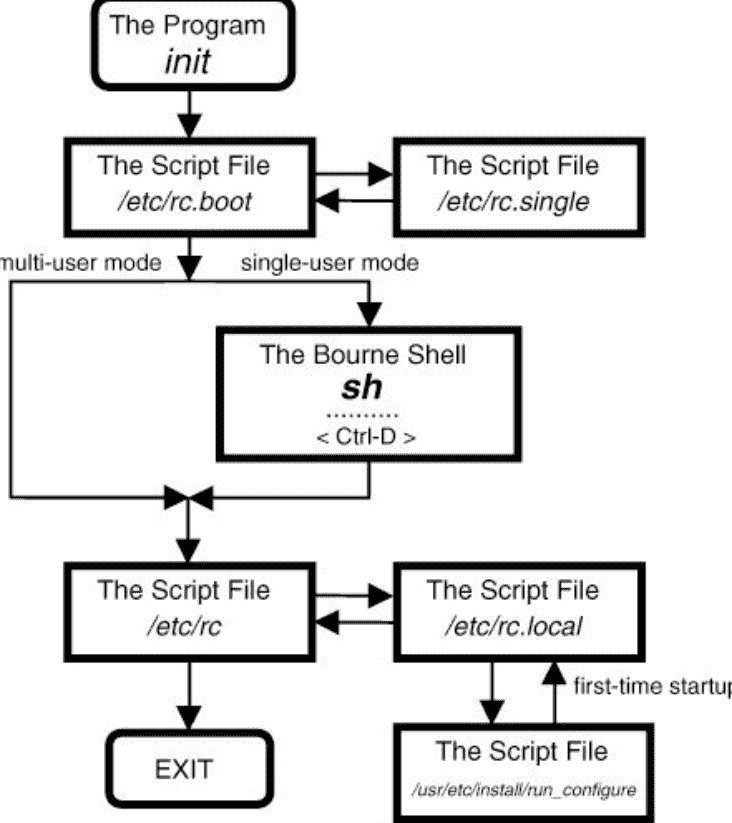 The Program
init
The Script File
/etc/rc.boot
The Script File
/etc/rc.single
multi-user mode
single-user mode
The Bourne Shell
sh
..........
< Ctrl-D >
The Script File
/etc/rc
The Script File
/etc/rc.local
first-time startup
EXIT
The Script File
/usr/etc/install/run_configure